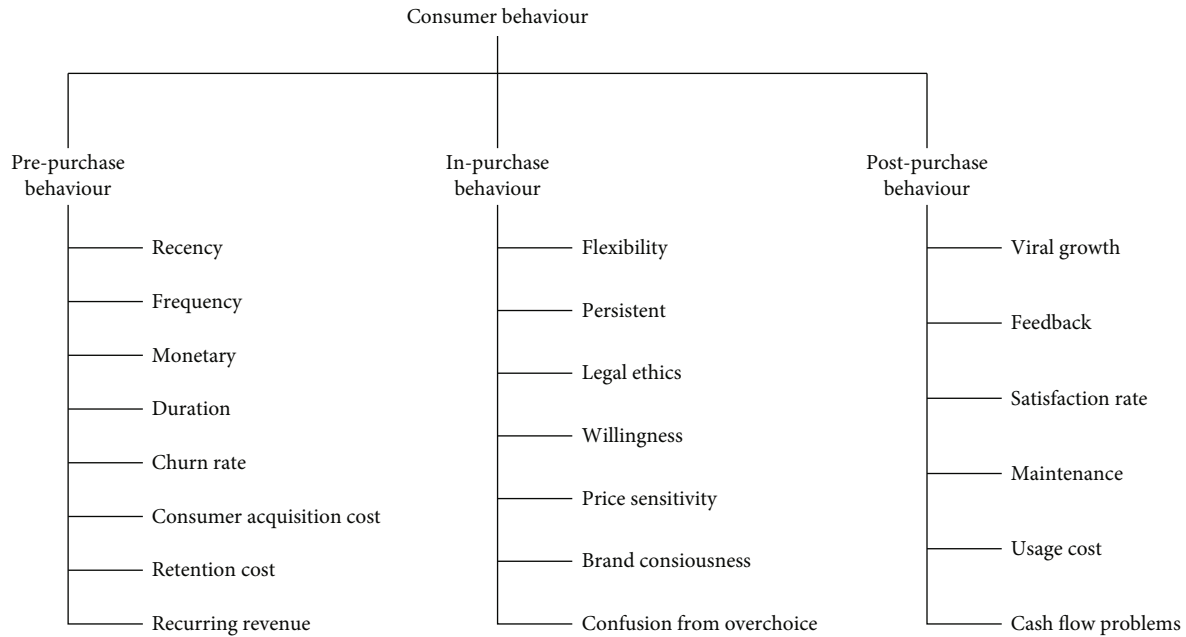 Consumer behaviour
Pre-purchase
behaviour
Recency
Frequency
Monetary
Duration
Churn rate
Consumer acquisition cost
Retention cost
Recurring revenue
In-purchase
behaviour
Flexibility
Persistent
Legal ethics
Willingness
Price sensitivity
Brand consiousness
Confusion from overchoice
Post-purchase
behaviour
Viral growth
Feedback
Satisfaction rate
Maintenance
Usage cost
Cash flow problems